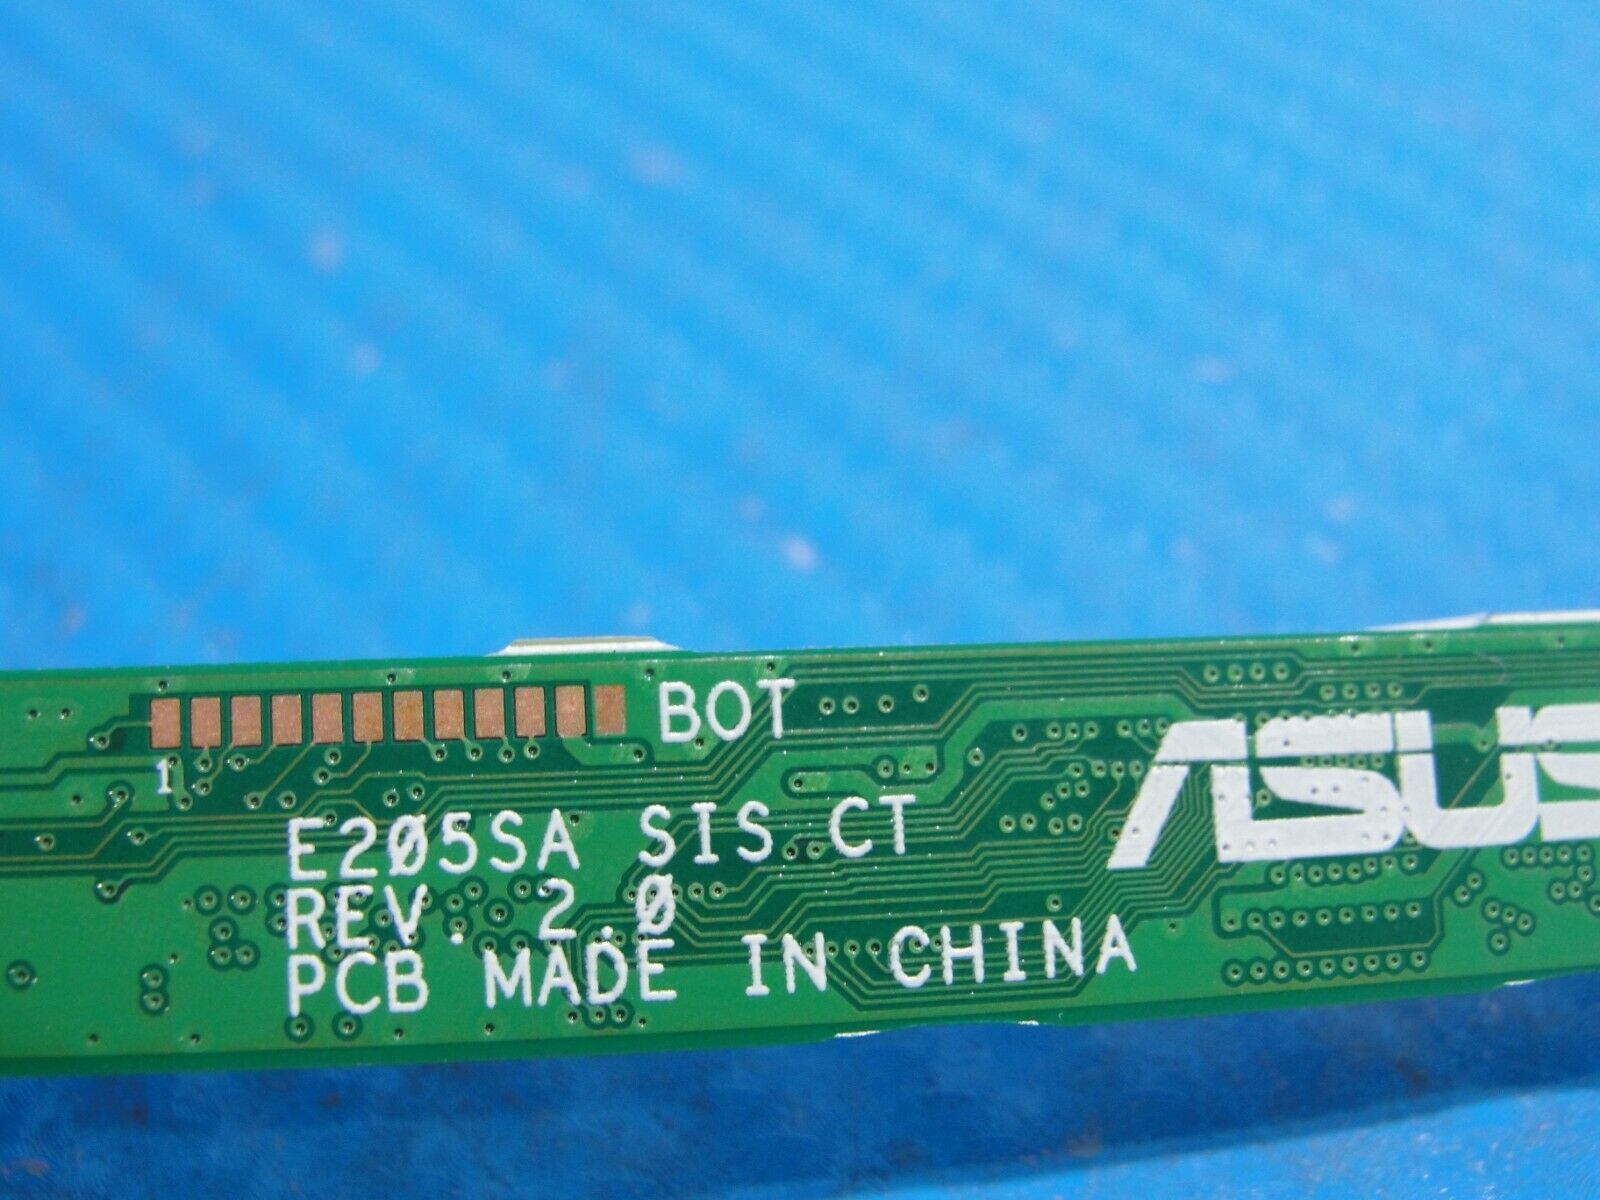 BOT
1
E205SA SIS CT
REV. 2.0
PCB MADE IN CHINA
ASUS